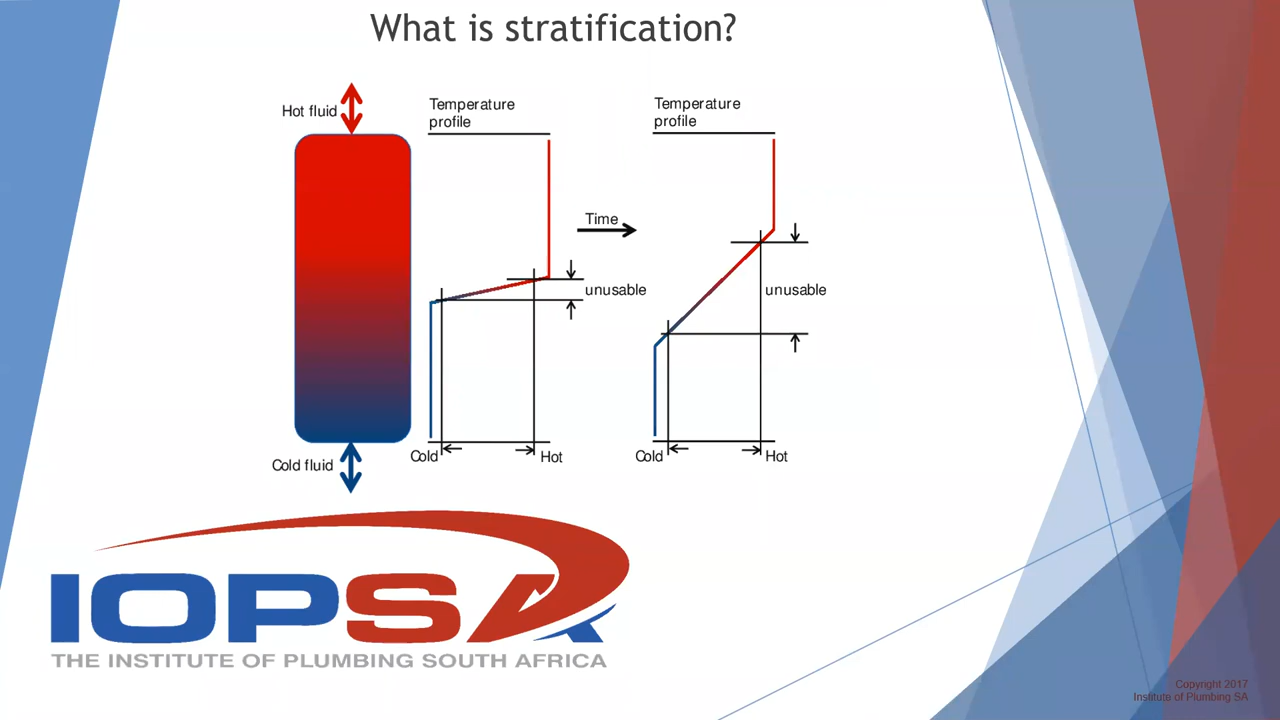 What is stratification?
Hot fluid
Temperature
profile
Temperature
profile
Time
unusable
unusable
Cold
Hot
Cold
Hot
Cold fluid
IOPSA
THE INSTITUTE OF PLUMBING SOUTH AFRICA
Copyright 2017
Institute of Plumbing SA